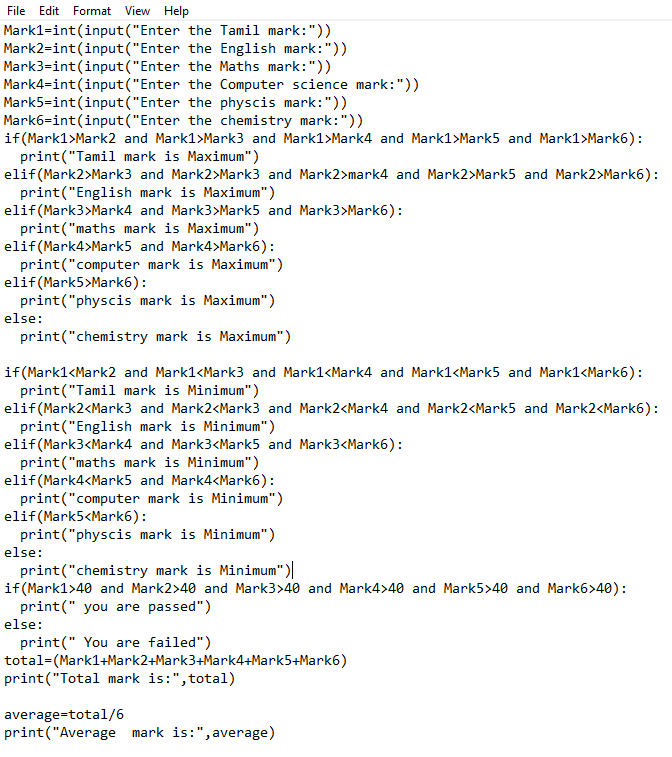 File Edit Format View Help
Mark1=int(input("Enter the Tamil mark:"))
Mark2=int(input("Enter the English mark:"))
Mark3=int(input("Enter the Maths mark:"))
Mark4=int(input("Enter the Computer science mark:"))
Mark5=int(input("Enter the physcis mark:"))
Mark6=int(input("Enter the chemistry mark:"))
if(Mark1>Mark2 and Mark1>Mark3 and Mark1>Mark4 and Mark1>Mark5 and Mark1>Mark6):
  print("Tamil mark is Maximum")
elif(Mark2>Mark3 and Mark2>Mark3 and Mark2>mark4 and Mark2>Mark5 and Mark2>Mark6):
  print("English mark is Maximum")
elif(Mark3>Mark4 and Mark3>Mark5 and Mark3>Mark6):
  print("maths mark is Maximum")
elif(Mark4>Mark5 and Mark4>Mark6):
  print("computer mark is Maximum")
elif(Mark5>Mark6):
  print("physcis mark is Maximum")
else:
  print("chemistry mark is Maximum")

if(Mark1<Mark2 and Mark1<Mark3 and Mark1<Mark4 and Mark1<Mark5 and Mark1<Mark6):
  print("Tamil mark is Minimum")
elif(Mark2<Mark3 and Mark2<Mark3 and Mark2<Mark4 and Mark2<Mark5 and Mark2<Mark6):
  print("English mark is Minimum")
elif(Mark3<Mark4 and Mark3<Mark5 and Mark3<Mark6):
  print("maths mark is Minimum")
elif(Mark4<Mark5 and Mark4<Mark6):
  print("computer mark is Minimum")
elif(Mark5<Mark6):
  print("physcis mark is Minimum")
else:
  print("chemistry mark is Minimum")
if(Mark1>40 and Mark2>40 and Mark3>40 and Mark4>40 and Mark5>40 and Mark6>40):
  print(" you are passed")
else:
  print(" You are failed")
total=(Mark1+Mark2+Mark3+Mark4+Mark5+Mark6)
print("Total mark is:",total)

average=total/6
print("Average  mark is:",average)